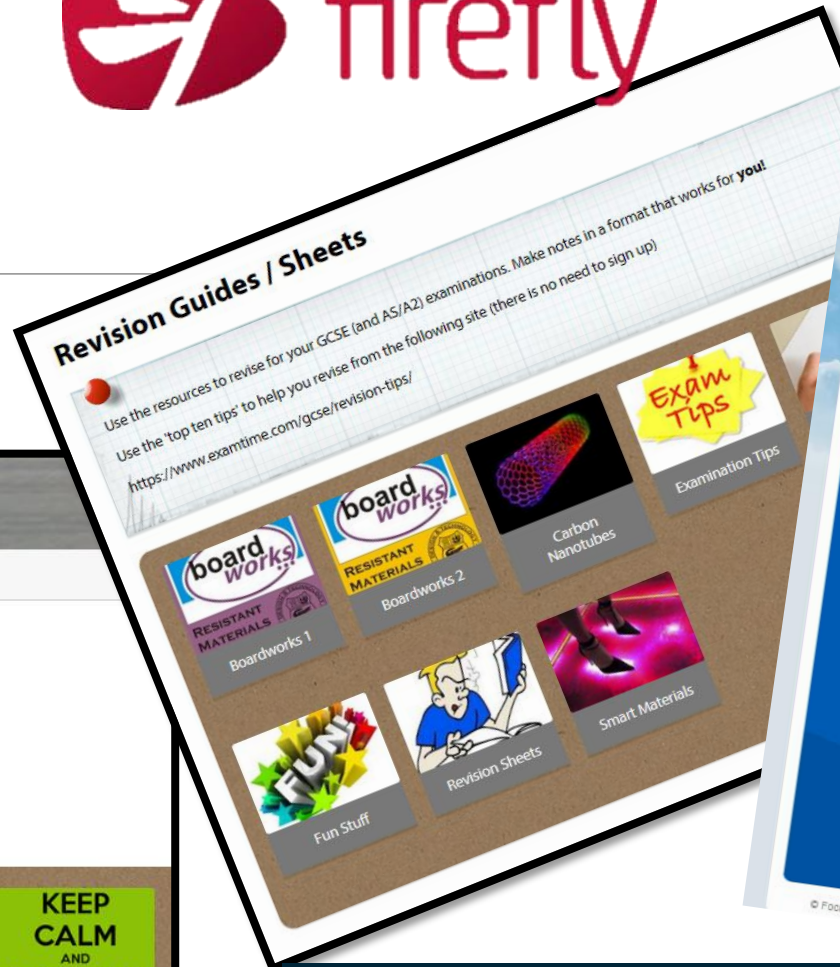 firefly
Revision Guides / Sheets
Use the resources to revise for your GCSE (and AS/A2) examinations. Make notes in a format that works for you!
Use the 'top ten tips' to help you revise from the following site (there is no need to sign up)
https://www.examtime.com/gcse/revision-tips/
board
works
RESISTANT
MATERIALS
Boardworks 1
board
works
RESISTANT
MATERIALS
Boardworks 2
Carbon
Nanotubes
Exam
Tips
Examination Tips
FUN!
Fun Stuff
Revision Sheets
Smart Materials
KEEP
CALM
AND